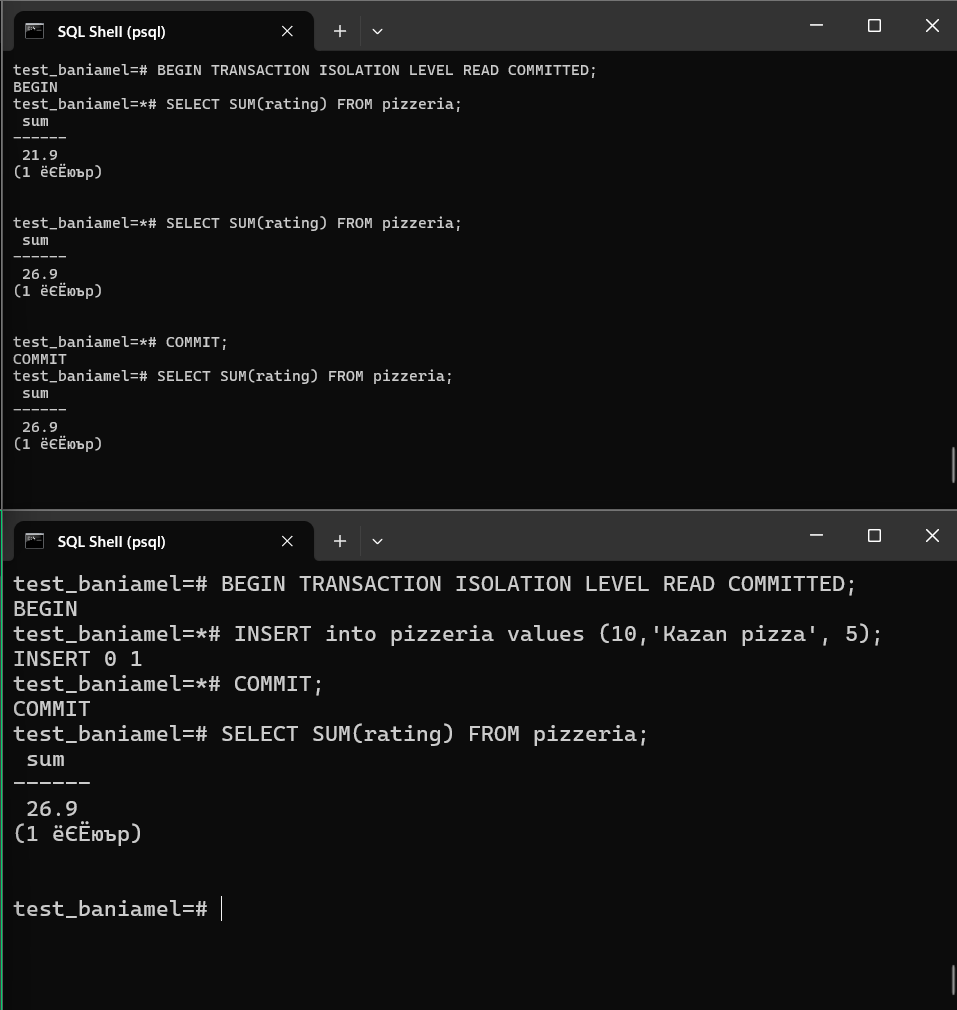 SQL Shell (psql)
test_baniamel=# BEGIN TRANSACTION ISOLATION LEVEL READ COMMITTED;
BEGIN
test_baniamel=*# SELECT SUM(rating) FROM pizzeria;
sum
------
21.9
(1 ёЄЁюър)
test_baniamel=*# SELECT SUM(rating) FROM pizzeria;
sum
------
26.9
(1 ёЄЁюър)
test_baniamel=*# COMMIT;
COMMIT
test_baniamel=# SELECT SUM(rating) FROM pizzeria;
sum
------
26.9
(1 ёЄЁюър)
SQL Shell (psql)
test_baniamel=# BEGIN TRANSACTION ISOLATION LEVEL READ COMMITTED;
BEGIN
test_baniamel=*# INSERT into pizzeria values (10,'Kazan pizza', 5);
INSERT 0 1
test_baniamel=*# COMMIT;
COMMIT
test_baniamel=# SELECT SUM(rating) FROM pizzeria;
sum
------
26.9
(1 ёЄЁюър)
test_baniamel=#